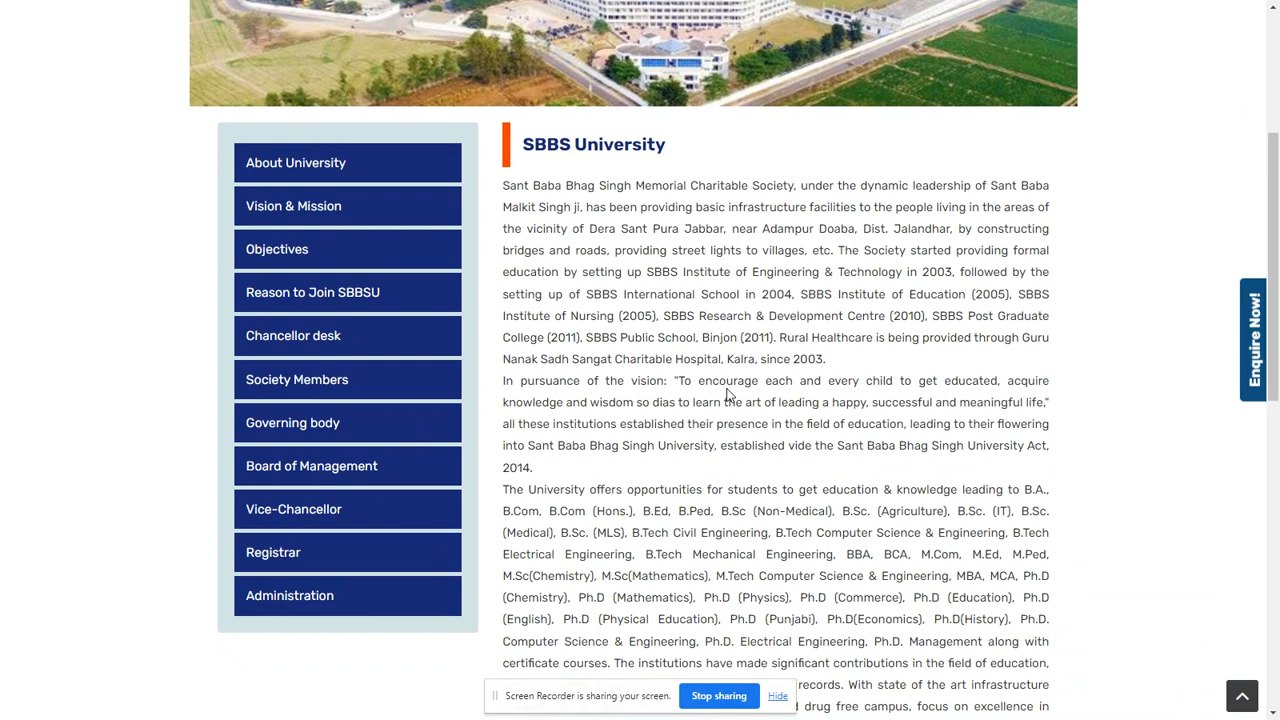 About University
Vision & Mission
Objectives
Reason to Join SBBSU
Chancellor desk
Society Members
Governing body
Board of Management
Vice-Chancellor
Registrar
Administration
SBBS University
Sant Baba Bhag Singh Memorial Charitable Society, under the dynamic leadership of Sant Baba
Malkit Singh ji, has been providing basic infrastructure facilities to the people living in the areas of
the vicinity of Dera Sant Pura Jabbar, near Adampur Doaba, Dist. Jalandhar, by constructing
bridges and roads, providing street lights to villages, etc. The Society started providing formal
education by setting up SBBS Institute of Engineering & Technology in 2003, followed by the
setting up of SBBS International School in 2004, SBBS Institute of Education (2005), SBBS
Institute of Nursing (2005), SBBS Research & Development Centre (2010), SBBS Post Graduate
College (2011), SBBS Public School, Binjon (2011). Rural Healthcare is being provided through Guru
Nanak Sadh Sangat Charitable Hospital, Kalra, since 2003.
In pursuance of the vision: "To encourage each and every child to get educated, acquire
knowledge and wisdom so dias to learn the art of leading a happy, successful and meaningful life,"
all these institutions established their presence in the field of education, leading to their flowering
into Sant Baba Bhag Singh University, established vide the Sant Baba Bhag Singh University Act,
2014.
The University offers opportunities for students to get education & knowledge leading to B.A.,
B.Com, B.Com (Hons.), B.Ed, B.Ped, B.Sc (Non-Medical), B.Sc. (Agriculture), B.Sc. (IT), B.Sc.
(Medical), B.Sc. (MLS), B.Tech Civil Engineering, B.Tech Computer Science & Engineering, B.Tech
Electrical Engineering, B.Tech Mechanical Engineering, BBA, BCA, M.Com, M.Ed, M.Ped,
M.Sc(Chemistry), M.Sc(Mathematics), M.Tech Computer Science & Engineering, MBA, MCA, Ph.D
(Chemistry), Ph.D (Mathematics), Ph.D (Physics), Ph.D (Commerce), Ph.D (Education), Ph.D
(English), Ph.D (Physical Education), Ph.D (Punjabi), Ph.D(Economics), Ph.D(History), Ph.D.
Computer Science & Engineering, Ph.D. Electrical Engineering, Ph.D. Management along with
certificate courses. The institutions have made significant contributions in the field of education,
records. With state of the art infrastructure
drug free campus, focus on excellence in
Enquire Now!
Screen Recorder is sharing your screen.
Stop sharing
Hide